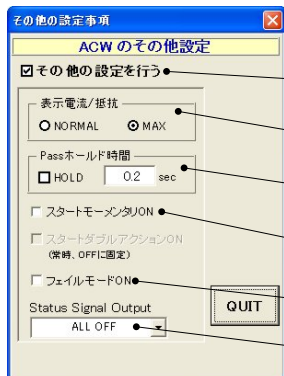 その他の設定事項
ACW のその他設定
その他の設定を行う
表示電流/抵抗
NORMAL
MAX
Passホールド時間
HOLD
0.2
sec
スタートモーメンタリON
スタートダブルアクションON
(常時、OFFに固定)
フェイルモードON
Status Signal Output
QUIT
ALL OFF